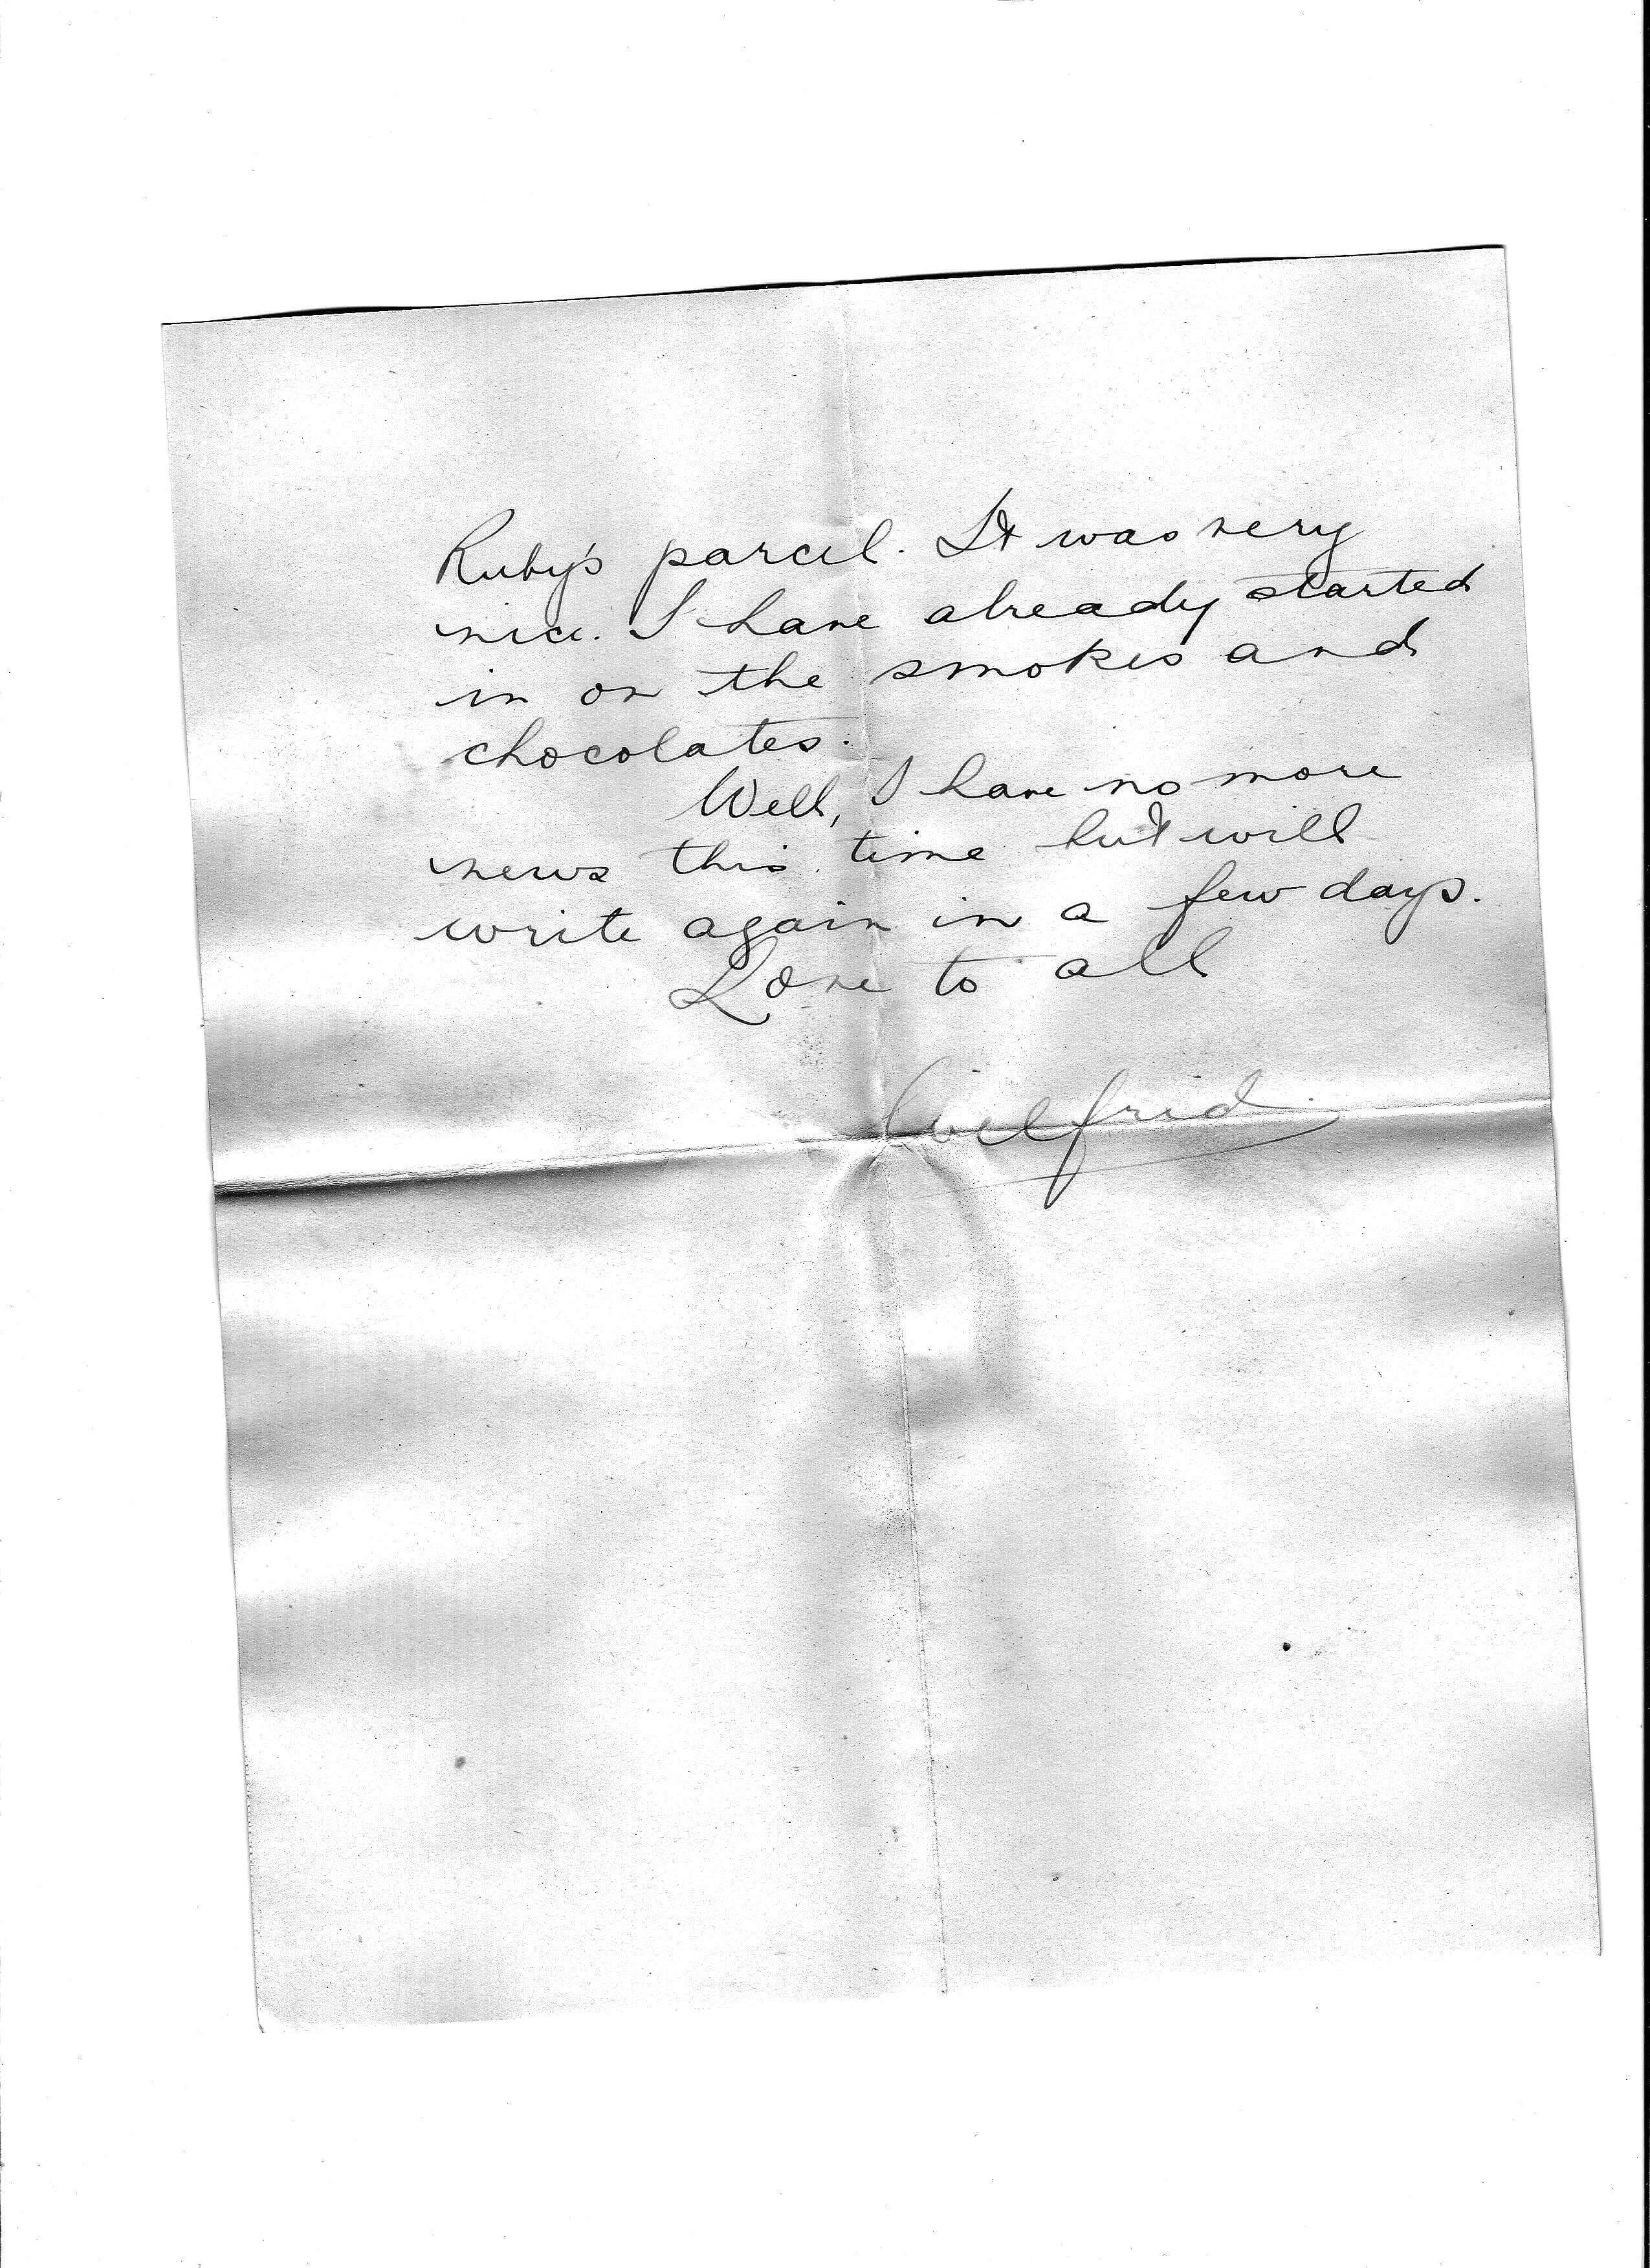 Ruby's parcel. It was very
nice. I have already started
in on the smokes and
chocolates.
Well, I have no more
news this time but will
write again in a few days.
Love to all
Wilfrid